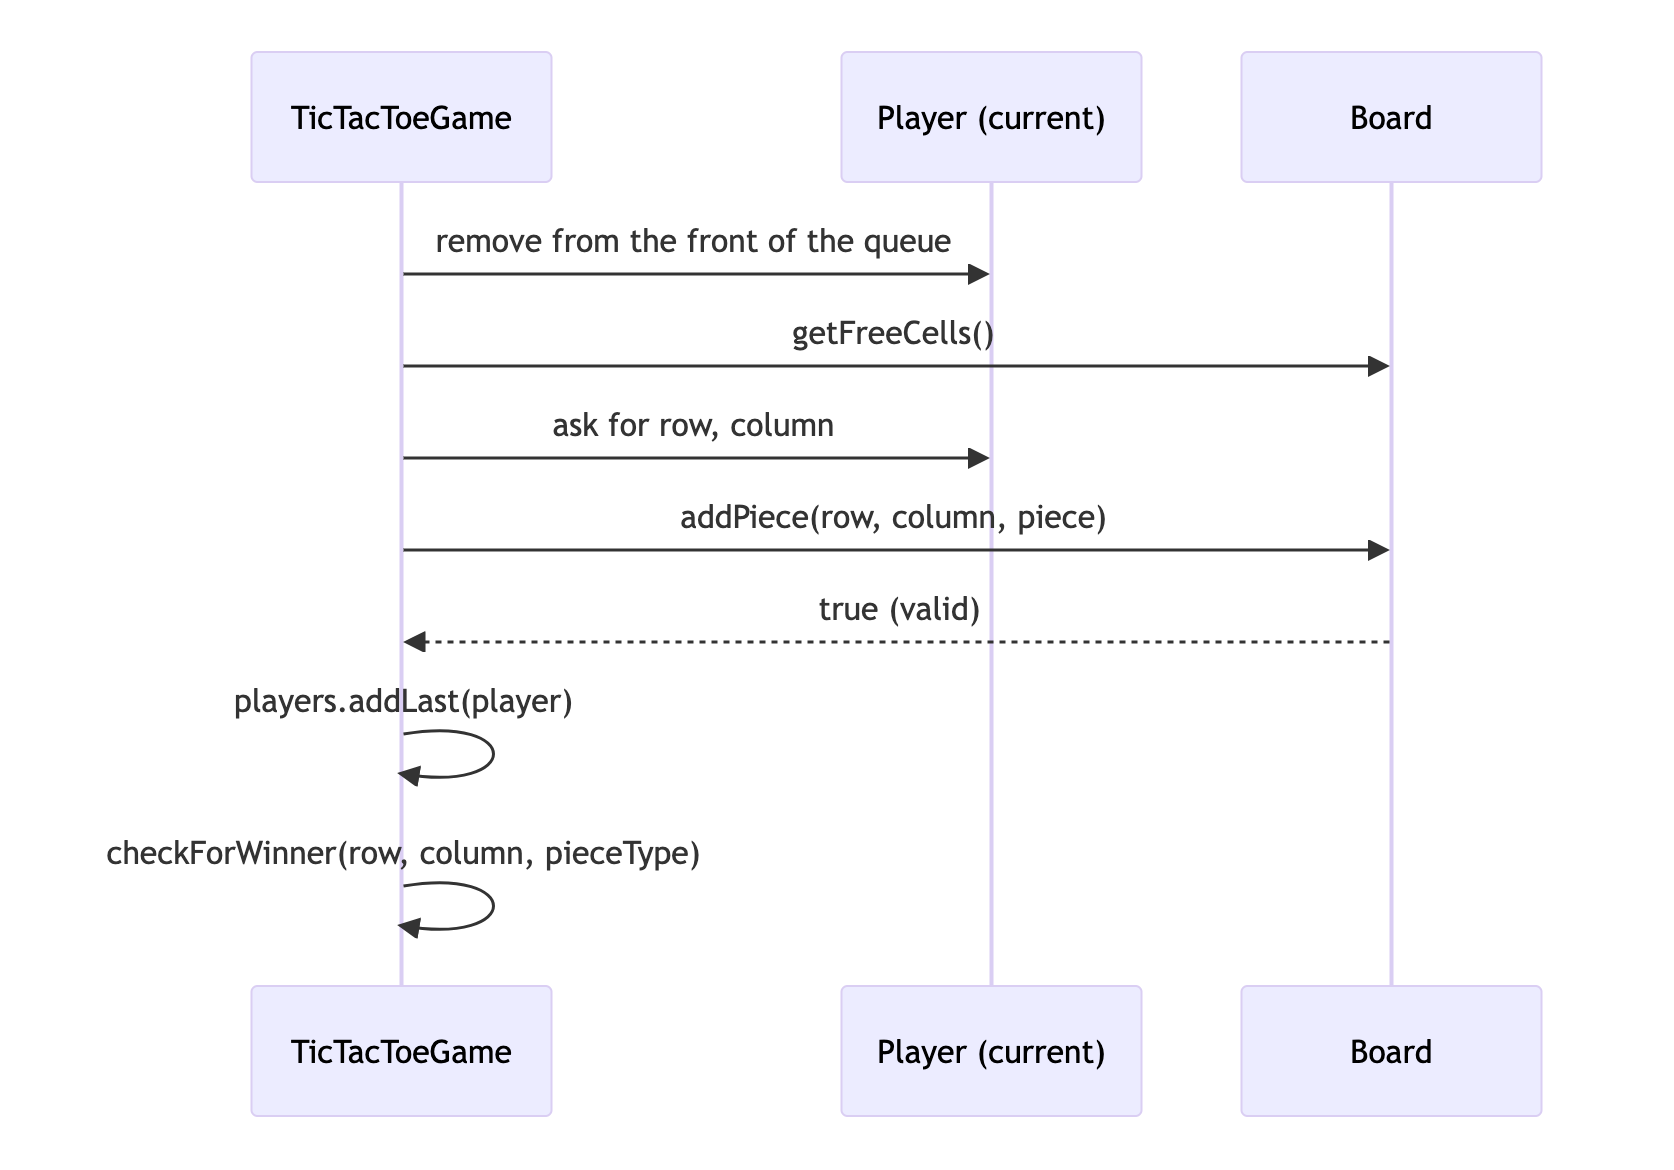 TicTacToeGame
Player (current)
Board
remove from the front of the queue
getFreeCells()
ask for row, column
addPiece(row, column, piece)
true (valid)
players.addLast(player)
checkForWinner(row, column, pieceType)
TicTacToeGame
Player (current)
Board